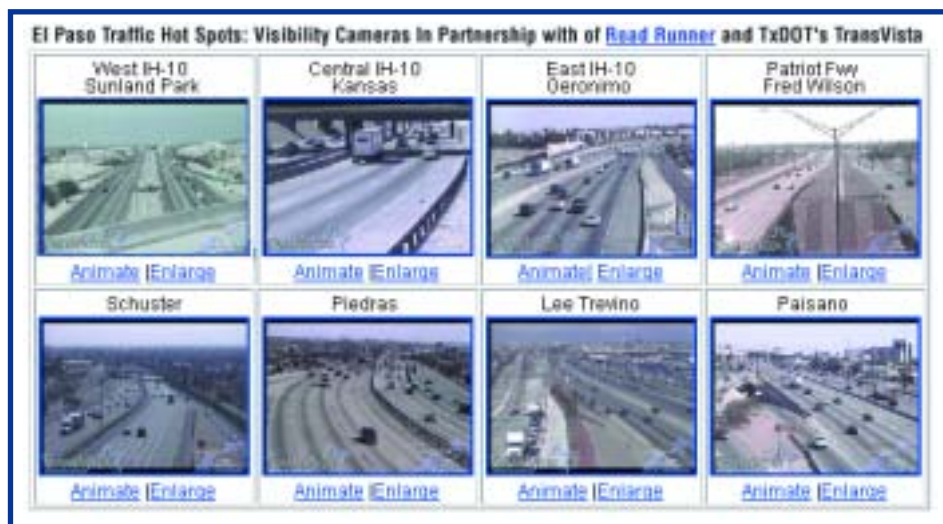 El Paso Traffic Hot Spots: Visibility Cameras In Partnership with of Road Runner and TxDOT's TransVista
West IH-10
Sunland Park
Central IH-10
Kansas
East IH-10
Geronimo
Patriot Fwy
Fred Wilson
Animate |Enlarge
Animate |Enlarge
Animate| Enlarge
Animate |Enlarge
Schuster
Piedras
Lee Trevino
Paisano
Animate |Enlarge
Animate |Enlarge
Animate |Enlarge
Animate |Enlarge